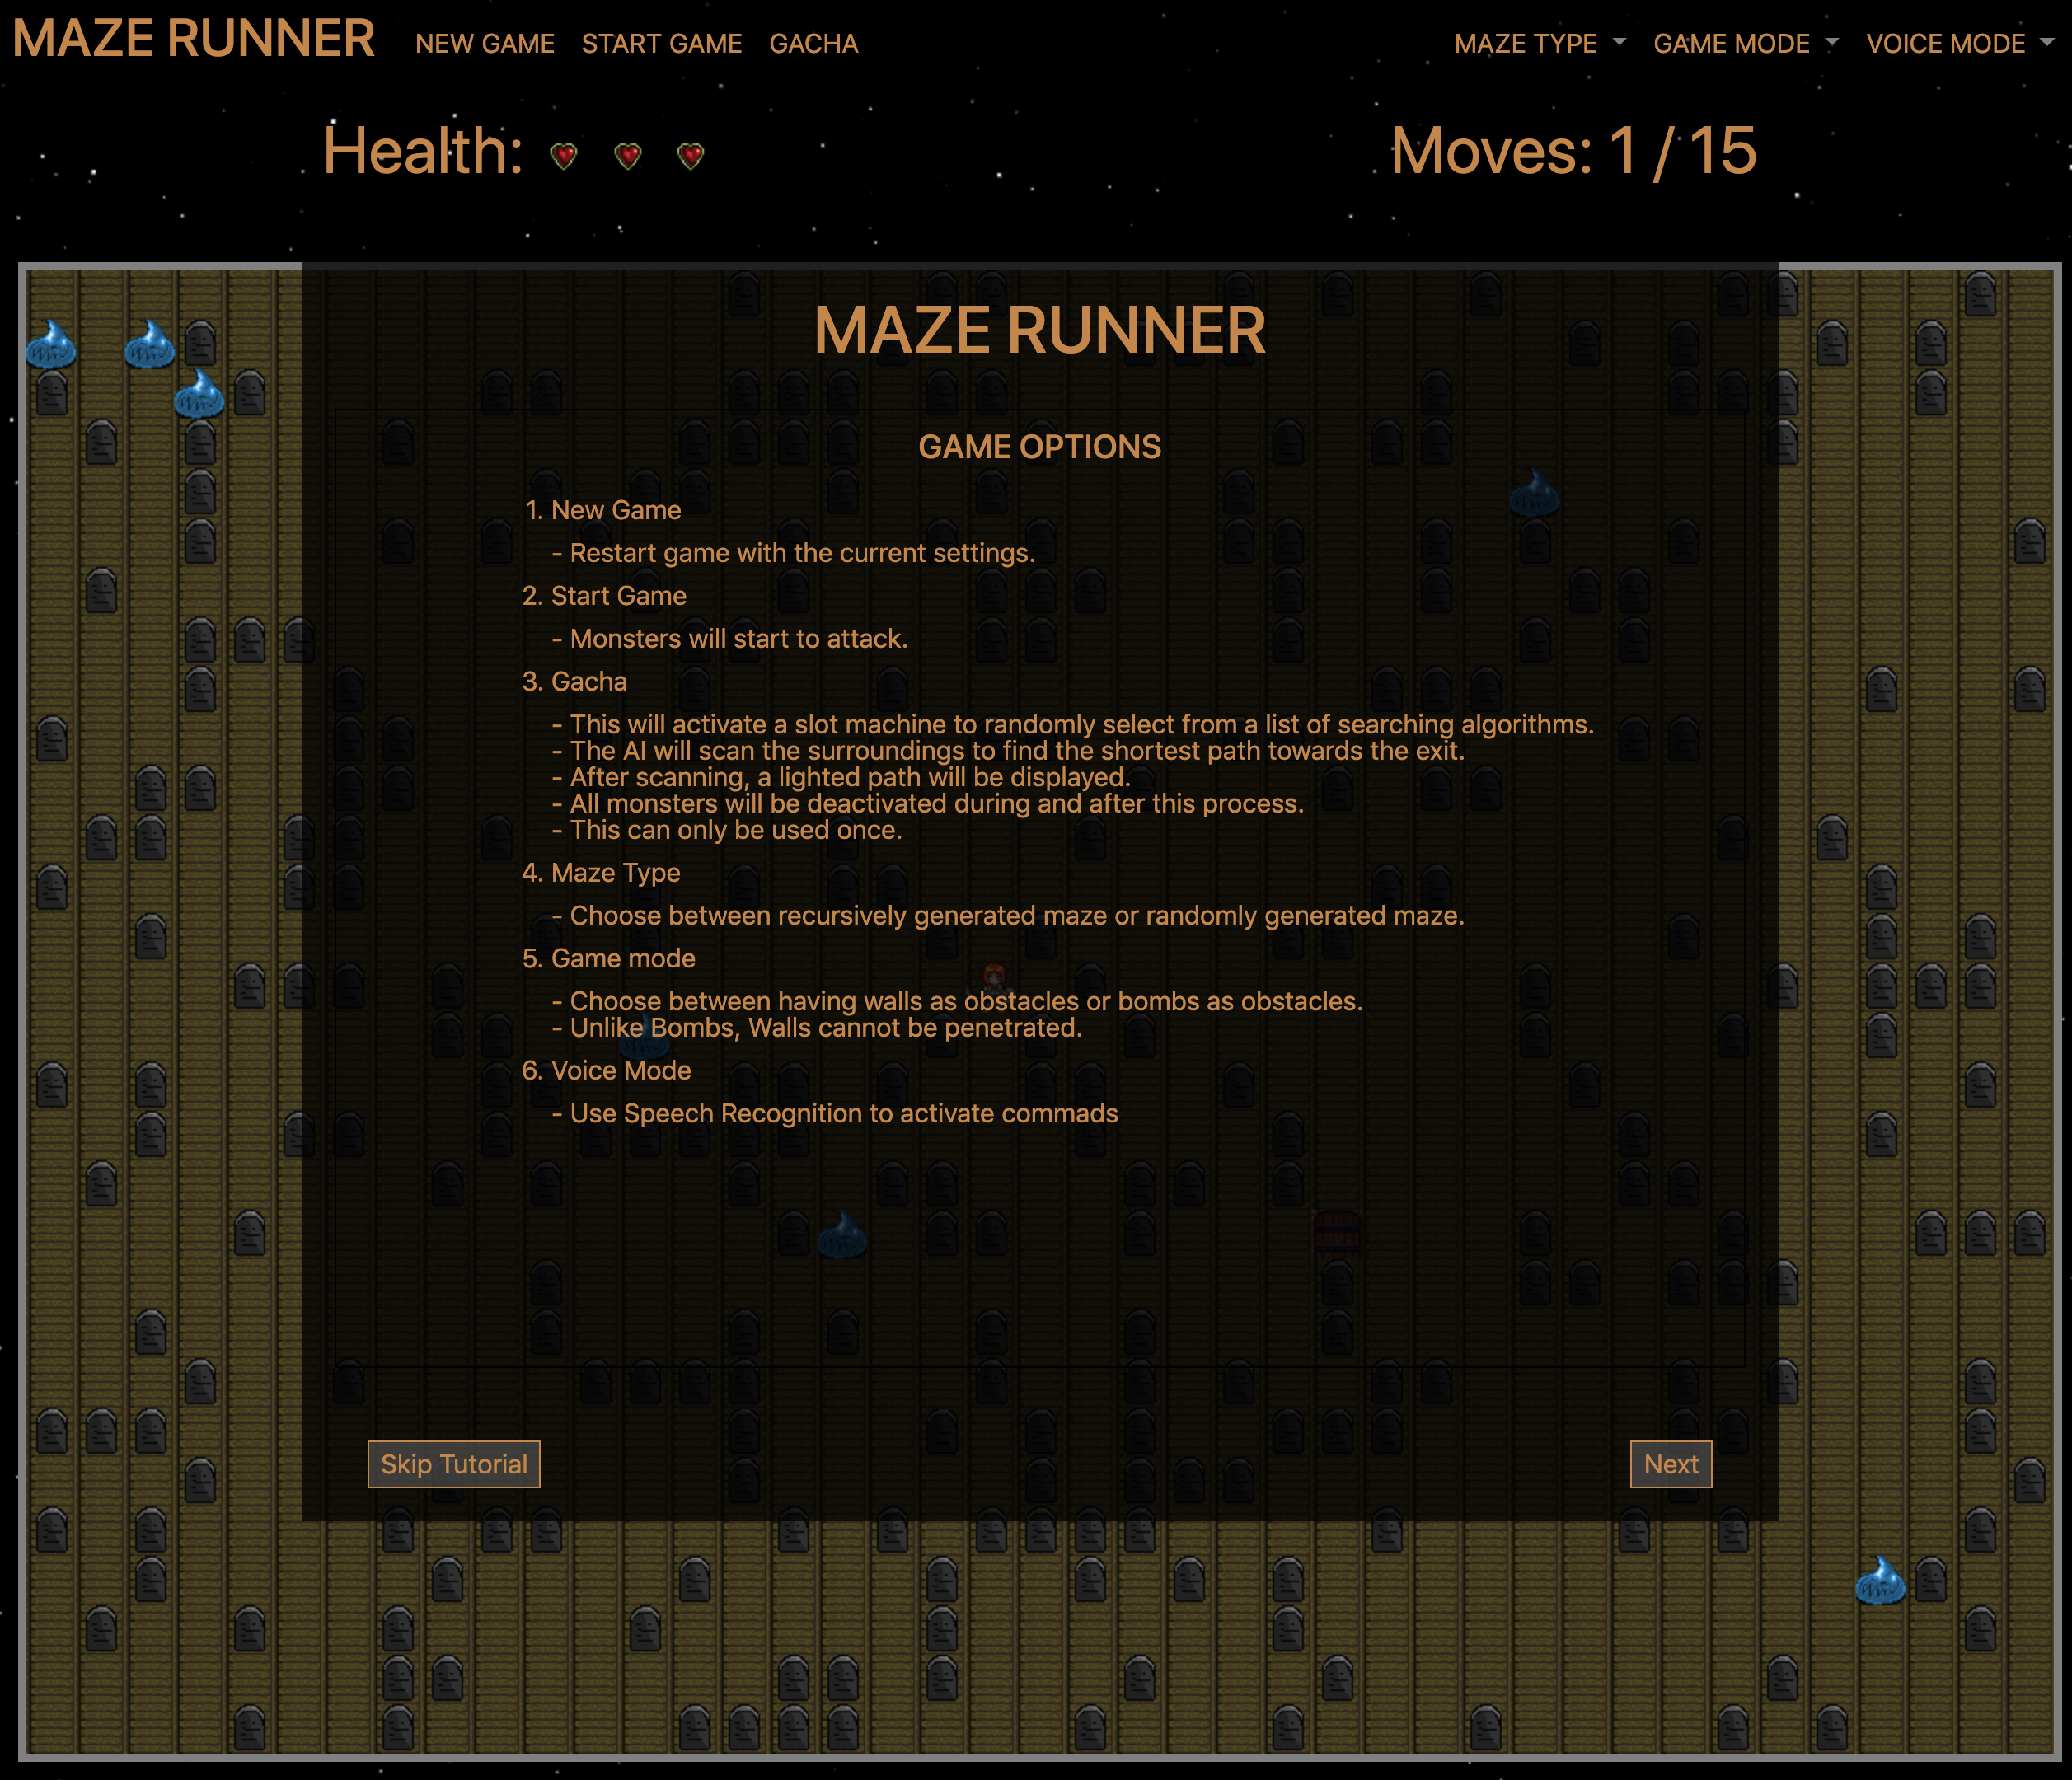 MAZE RUNNER NEW GAME START GAME GACHA MAZE TYPE GAME MODE VOICE MODE
Health: Moves: 1 / 15
MAZE RUNNER
GAME OPTIONS
1. New Game
- Restart game with the current settings.
2. Start Game
- Monsters will start to attack.
3. Gacha
- This will activate a slot machine to randomly select from a list of searching algorithms.
- The AI will scan the surroundings to find the shortest path towards the exit.
- After scanning, a lighted path will be displayed.
- All monsters will be deactivated during and after this process.
- This can only be used once.
4. Maze Type
- Choose between recursively generated maze or randomly generated maze.
5. Game mode
- Choose between having walls as obstacles or bombs as obstacles.
- Unlike Bombs, Walls cannot be penetrated.
6. Voice Mode
- Use Speech Recognition to activate commads
Skip Tutorial Next